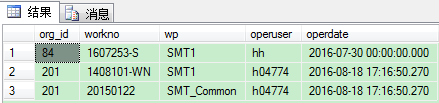 结果 消息
org_id workno wp operuser operdate
1 84 1607253-S SMT1 hh 2016-07-30 00:00:00.000
2 201 1408101-WN SMT1 h04774 2016-08-18 17:16:50.270
3 201 20150122 SMT_Common h04774 2016-08-18 17:16:50.270